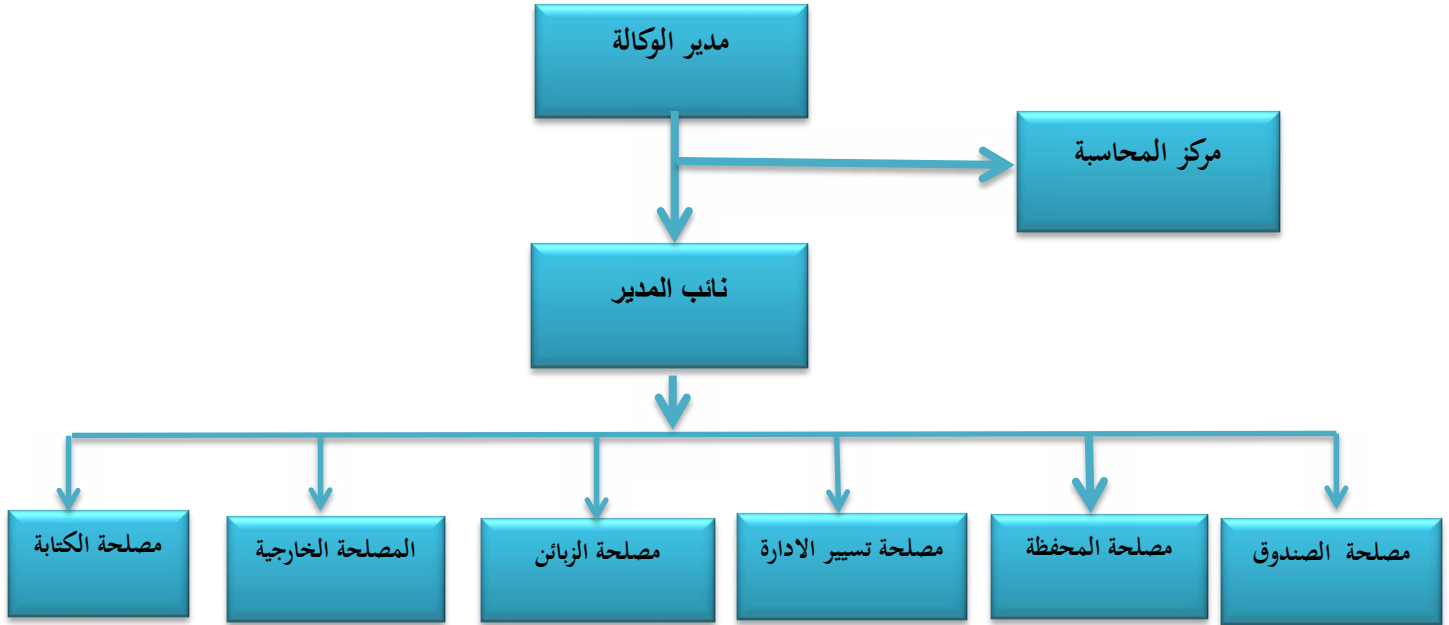 مدير الوكالة
مركز المحاسبة
نائب المدير
مصلحة الصندوق
مصلحة المحفظة
مصلحة تسيير الادارة
مصلحة الزبائن
المصلحة الخارجية
مصلحة الكتابة